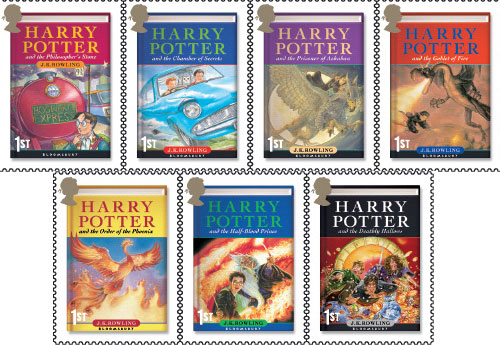 HARRY
POTTER
and the Philosopher's Stone
J.K.ROWLING
HOGWARTS
EXPRESS
1ST
BLOOMSBURY
HARRY
POTTER
and the Chamber of Secrets
1ST
J.K.ROWLING
BLOOMSBURY
HARRY
POTTER
and the Prisoner of Azkaban
1ST
J.K.ROWLING
BLOOMSBURY
HARRY
POTTER
and the Goblet of Fire
1ST
J.K.ROWLING
BLOOMSBURY
HARRY
POTTER
and the Order of the Phoenix
1ST
J.K.ROWLING
BLOOMSBURY
HARRY
POTTER
and the Half-Blood Prince
1ST
J.K.ROWLING
BLOOMSBURY
HARRY
POTTER
and the Deathly Hallows
1ST
J.K.ROWLING
BLOOMSBURY